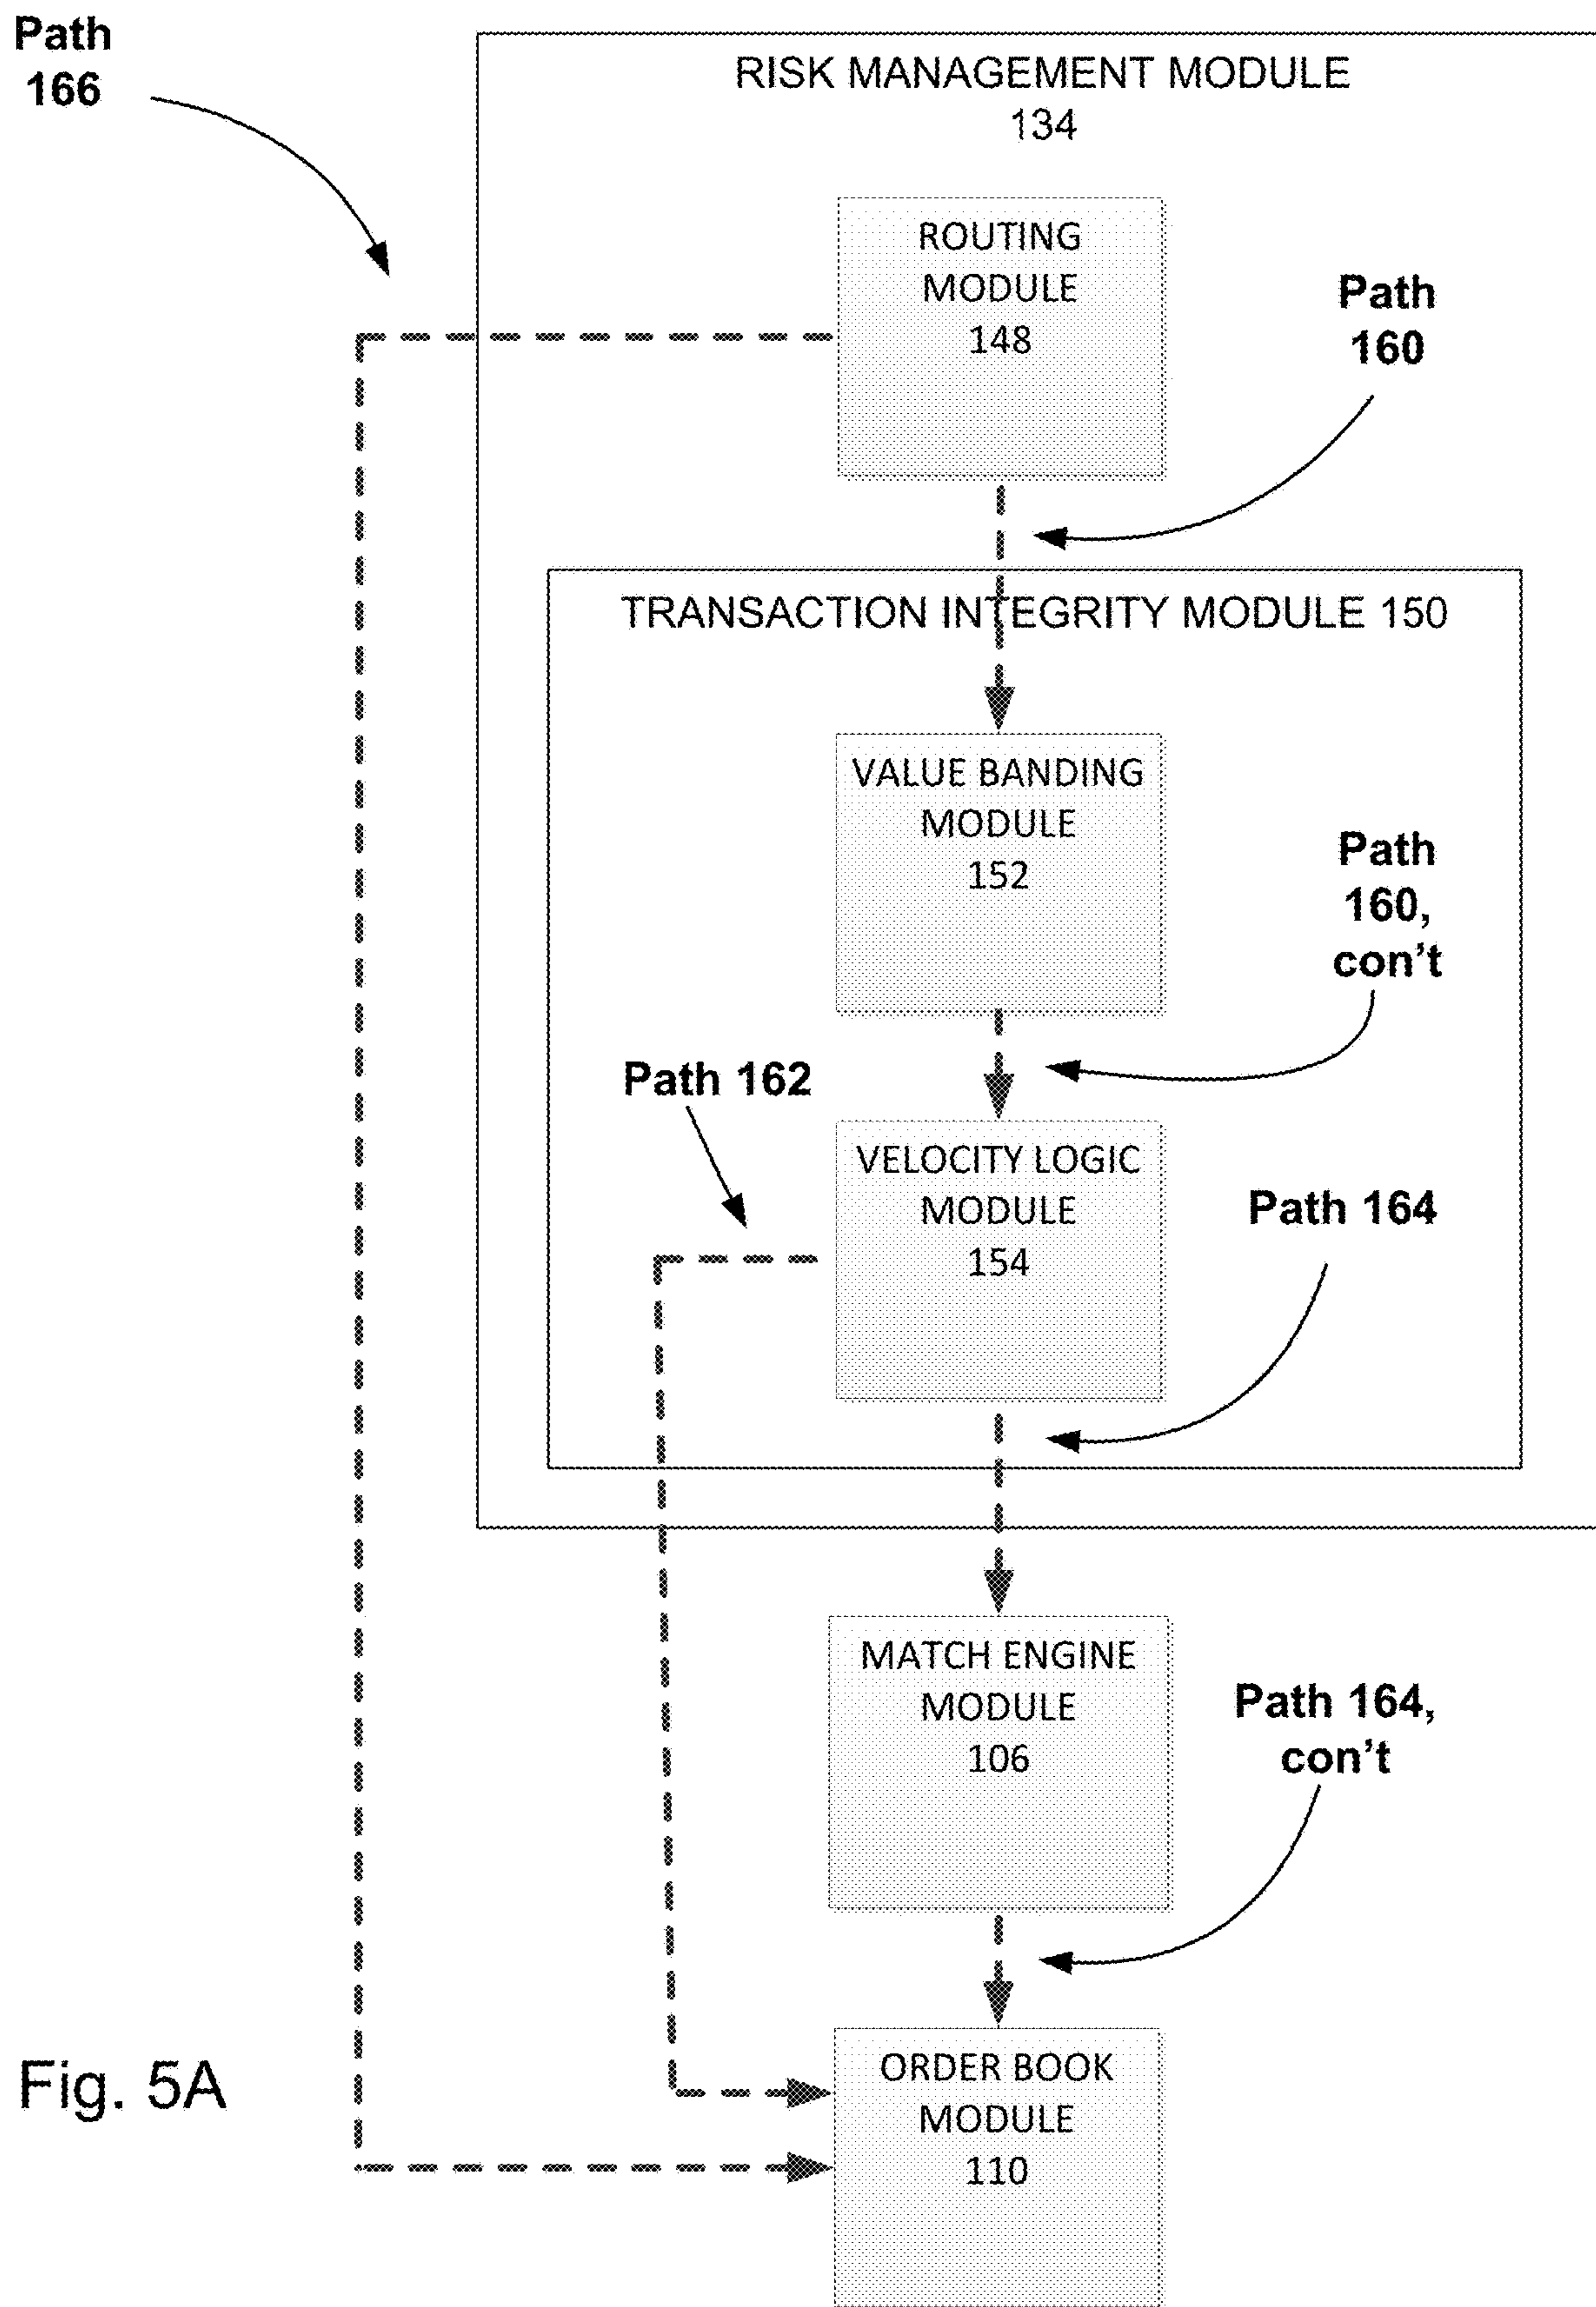 Path
166
RISK MANAGEMENT MODULE
134
ROUTING
MODULE
148
Path
160
TRANSACTION INTEGRITY MODULE 150
VALUE BANDING
MODULE
152
Path
160,
con't
Path 162
VELOCITY LOGIC
MODULE
154
Path 164
MATCH ENGINE
MODULE
106
Path 164,
con't
ORDER BOOK
MODULE
110
Fig. 5A